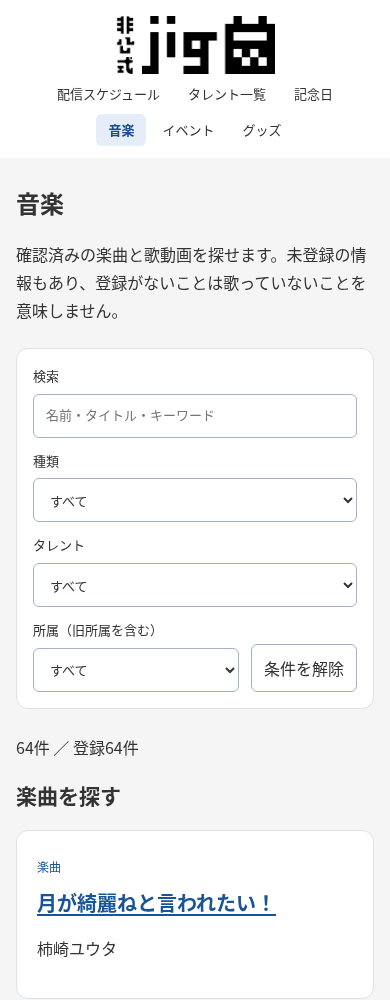 非公式 jig
配信スケジュール タレント一覧 記念日
音楽 イベント グッズ
音楽
確認済みの楽曲と歌動画を探せます。未登録の情
報もあり、登録がないことは歌っていないことを
意味しません。
検索
名前・タイトル・キーワード
種類
すべて
タレント
すべて
所属（旧所属を含む）
すべて 条件を解除
64件 ／ 登録64件
楽曲を探す
楽曲
月が綺麗ねと言われたい！
柿崎ユウタ